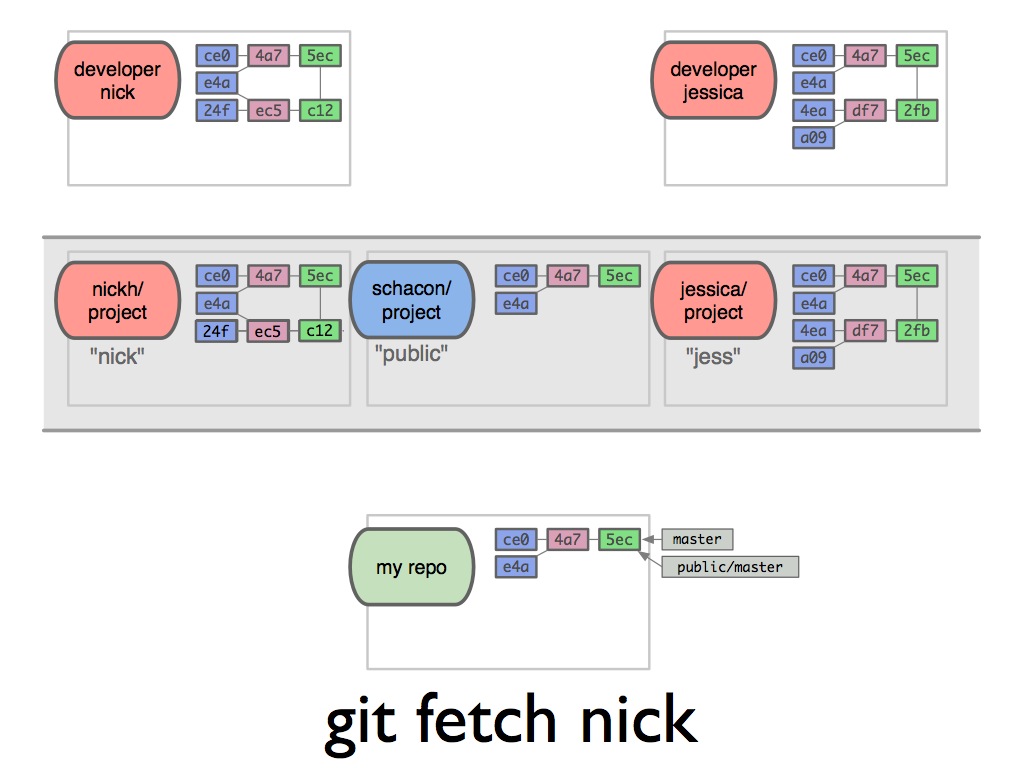 developer
nick
ce0 4a7 5ec
e4a
24f ec5 c12
developer
jessica
ce0 4a7 5ec
e4a
4ea df7 2fb
a09
nickh/
project
"nick"
ce0 4a7 5ec
e4a
24f ec5 c12
schacon/
project
"public"
ce0 4a7 5ec
e4a
jessica/
project
"jess"
ce0 4a7 5ec
e4a
4ea df7 2fb
a09
my repo
ce0 4a7 5ec
e4a
master
public/master
git fetch nick